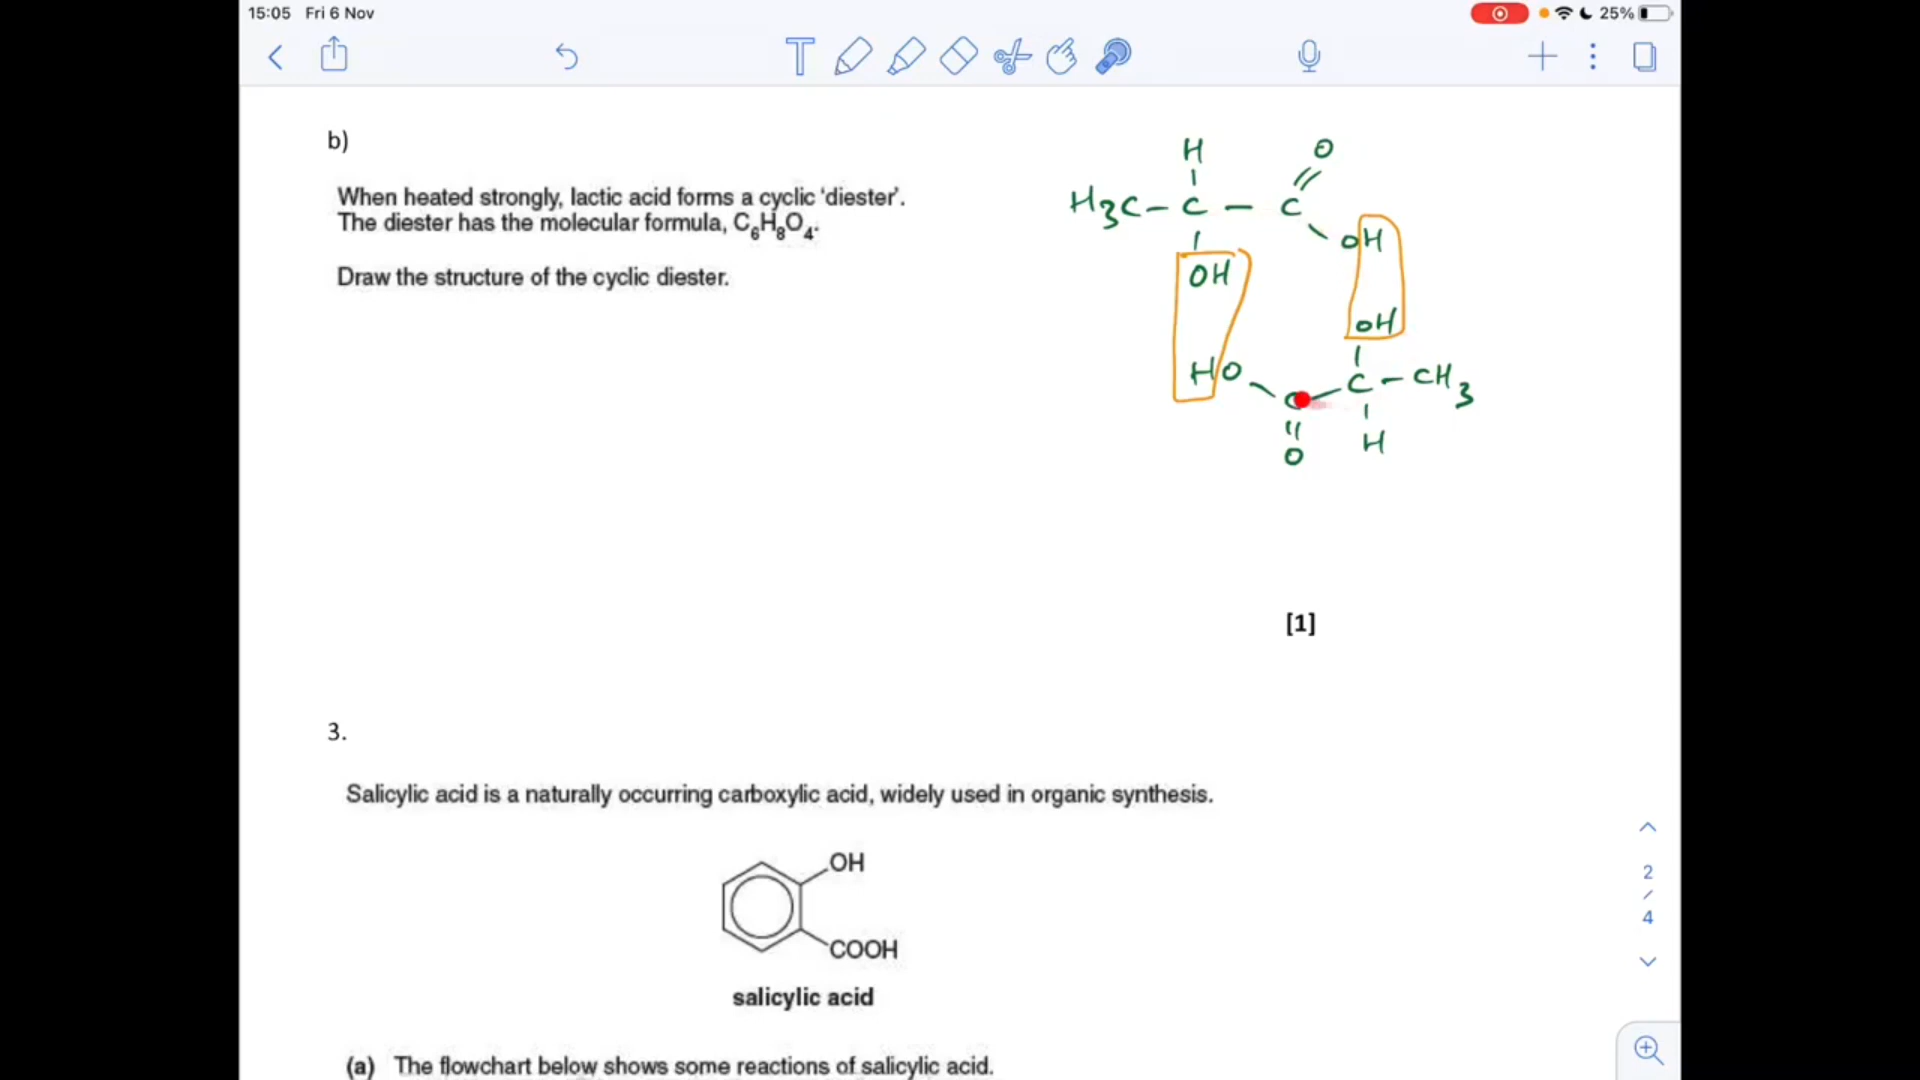 15:05 Fri 6 Nov
25%
T
b)
When heated strongly, lactic acid forms a cyclic 'diester'.
The diester has the molecular formula, C₆H₈O₄.
Draw the structure of the cyclic diester.
H O
H₃C – C – C
OH
OH
OH
HO
C C – CH₃
O H
[1]
3.
Salicylic acid is a naturally occurring carboxylic acid, widely used in organic synthesis.
OH
COOH
salicylic acid
2
/
4
(a) The flowchart below shows some reactions of salicylic acid.